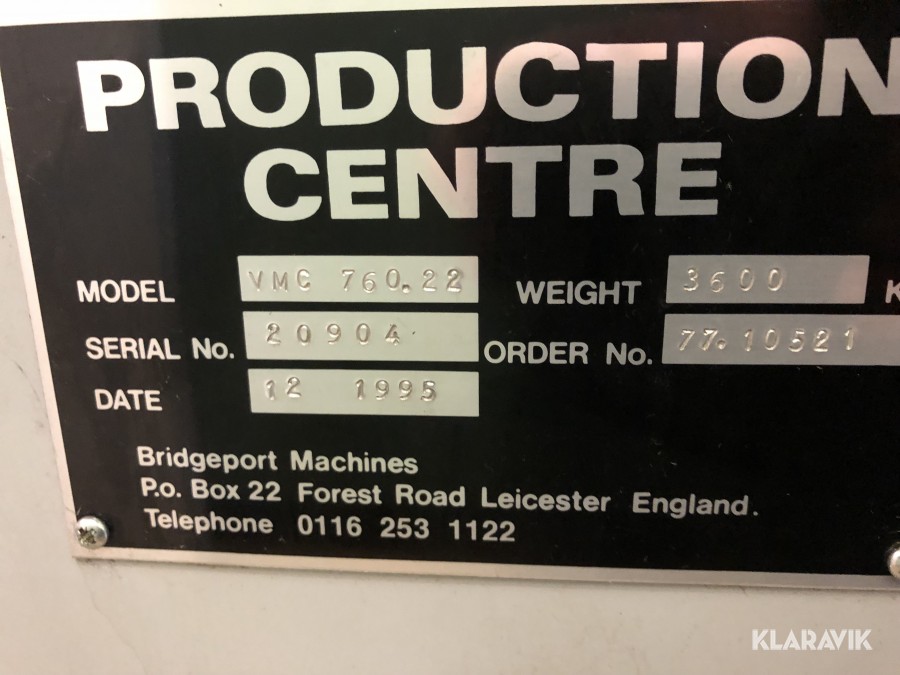 PRODUCTION
CENTRE
MODEL VMC 760.22 WEIGHT 3600 K
SERIAL No. 20904 ORDER No. 77.10521
DATE 12 1995
Bridgeport Machines
P.o. Box 22 Forest Road Leicester England.
Telephone 0116 253 1122
KLARAVIK